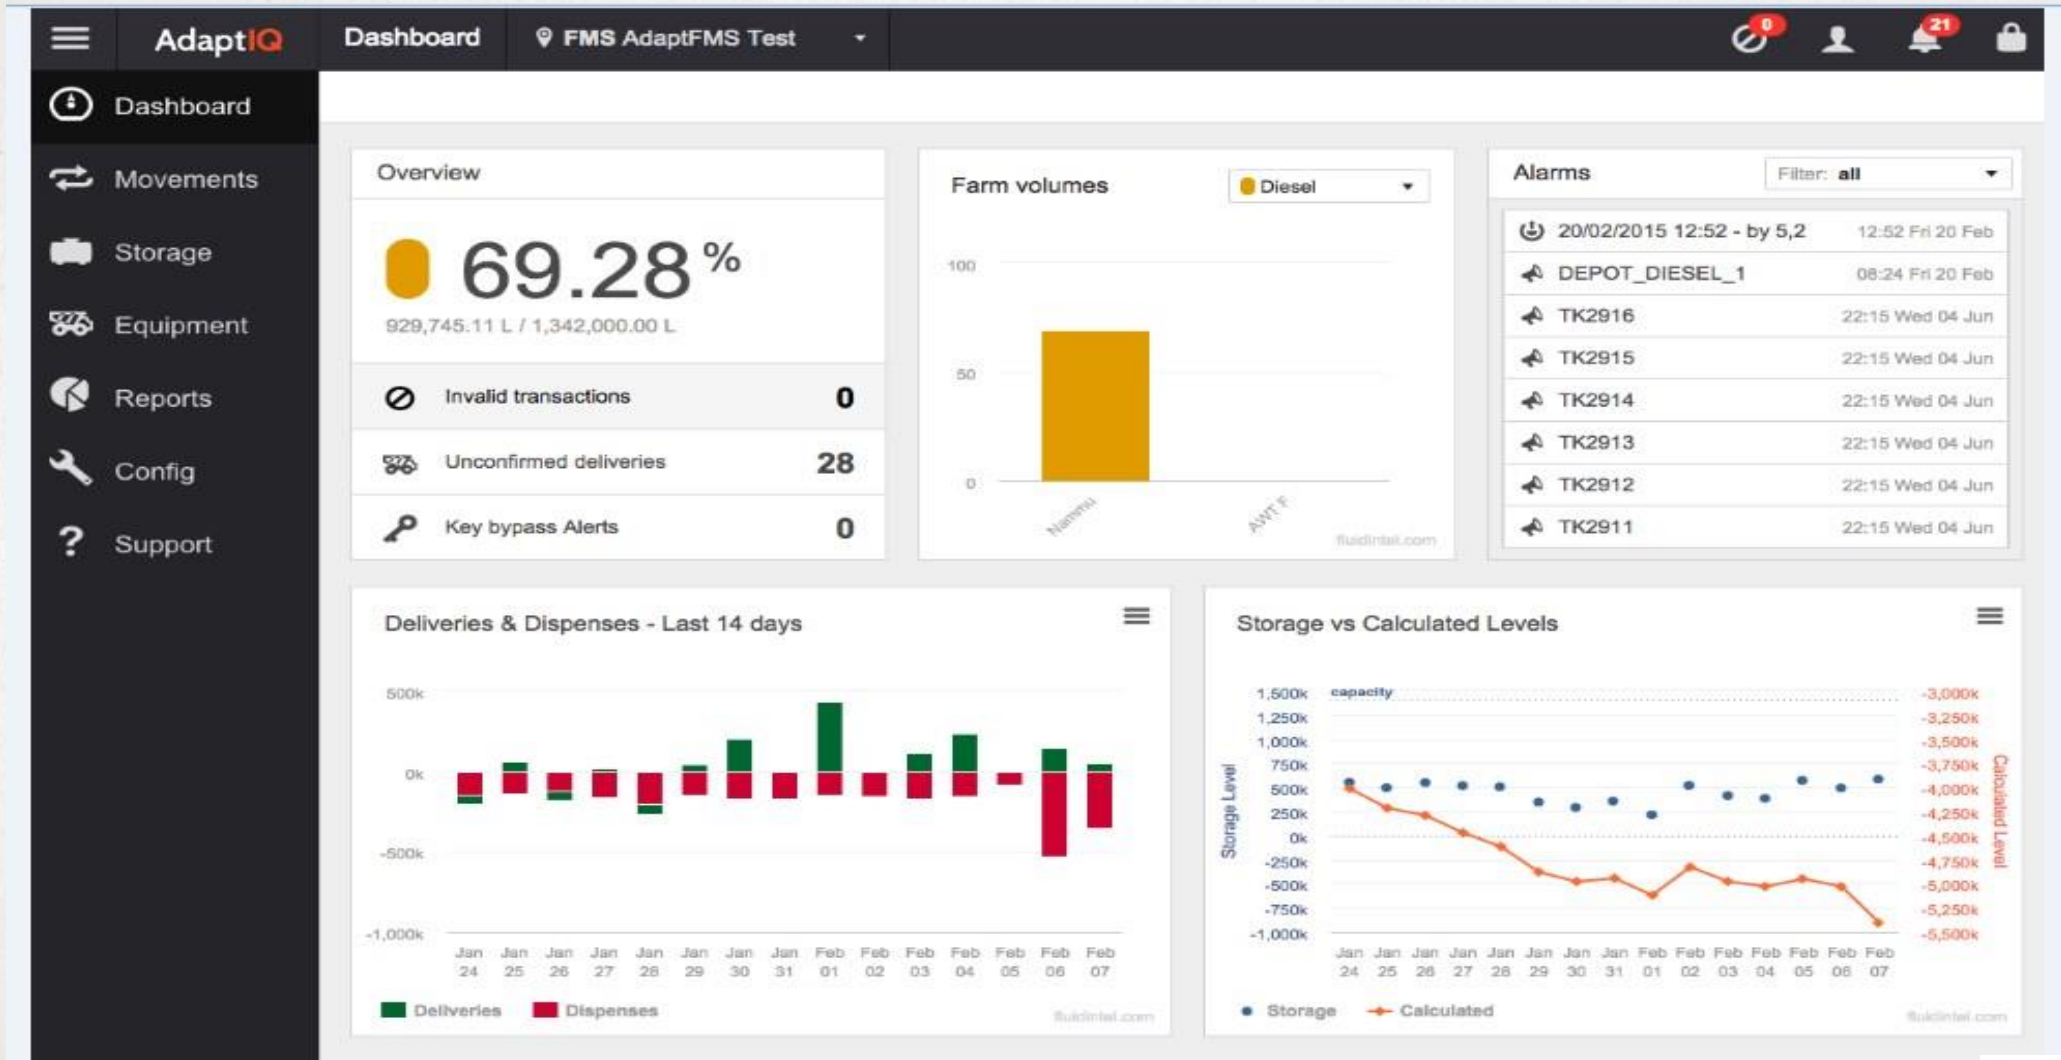 AdaptIQ Dashboard FMS AdaptFMS Test 0 21
Dashboard
Movements
Storage
Equipment
Reports
Config
Support
Overview
69.28%
929,745.11 L / 1,342,000.00 L
Invalid transactions 0
Unconfirmed deliveries 28
Key bypass Alerts 0
Farm volumes Diesel
100
50
0
Nammu AWT F
fluidintel.com
Alarms Filter: all
20/02/2015 12:52 - by 5,2 12:52 Fri 20 Feb
DEPOT_DIESEL_1 08:24 Fri 20 Feb
TK2916 22:15 Wed 04 Jun
TK2915 22:15 Wed 04 Jun
TK2914 22:15 Wed 04 Jun
TK2913 22:15 Wed 04 Jun
TK2912 22:15 Wed 04 Jun
TK2911 22:15 Wed 04 Jun
Deliveries & Dispenses - Last 14 days
500k
0k
-500k
-1,000k
Jan Jan Jan Jan Jan Jan Jan Jan Feb Feb Feb Feb Feb Feb Feb
24 25 26 27 28 29 30 31 01 02 03 04 05 06 07
Deliveries Dispenses
fluidintel.com
Storage vs Calculated Levels
Storage Level
1,500k capacity -3,000k
1,250k -3,250k
1,000k -3,500k
750k -3,750k
500k -4,000k
250k -4,250k
0k -4,500k
-250k -4,750k
-500k -5,000k
-750k -5,250k
-1,000k -5,500k
Calculated Level
Jan Jan Jan Jan Jan Jan Jan Jan Feb Feb Feb Feb Feb Feb Feb
24 25 26 27 28 29 30 31 01 02 03 04 05 06 07
Storage Calculated
fluidintel.com